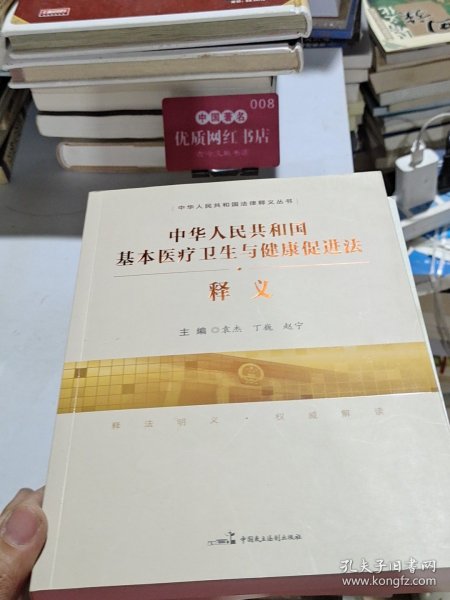 008
中国著名
优质网红书店
中华人民共和国法律释义丛书
中华人民共和国
基本医疗卫生与健康促进法
释义
主编◎袁杰 丁巍 赵宁
释法明义·权威解读
中国民主法制出版社
孔夫子旧书网
www.kongfz.com